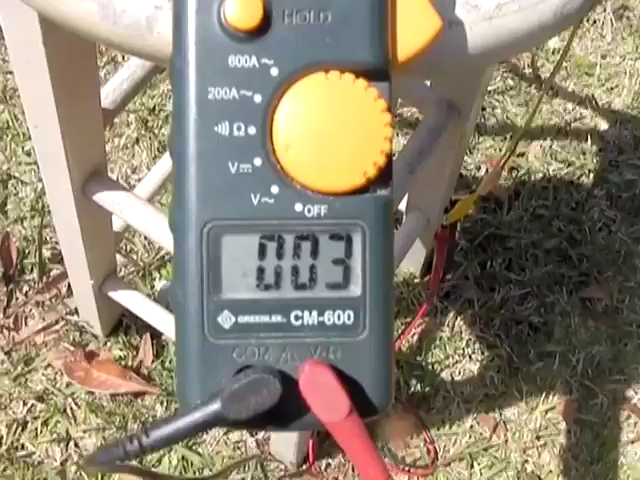 HOLD
600A~
200A~
Ω
V⎓
V~
OFF
003
GREENLEE CM-600
COM ⚠ V-Ω